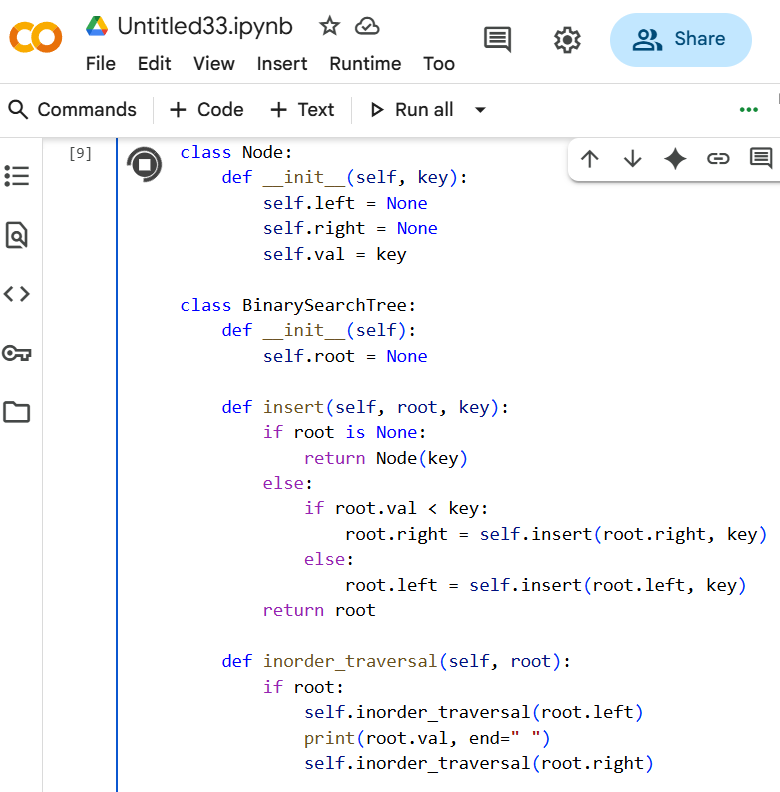 Untitled33.ipynb
Share
File Edit View Insert Runtime Too
Commands + Code + Text Run all
[9]
class Node:
    def __init__(self, key):
        self.left = None
        self.right = None
        self.val = key

class BinarySearchTree:
    def __init__(self):
        self.root = None

    def insert(self, root, key):
        if root is None:
            return Node(key)
        else:
            if root.val < key:
                root.right = self.insert(root.right, key)
            else:
                root.left = self.insert(root.left, key)
        return root

    def inorder_traversal(self, root):
        if root:
            self.inorder_traversal(root.left)
            print(root.val, end=" ")
            self.inorder_traversal(root.right)